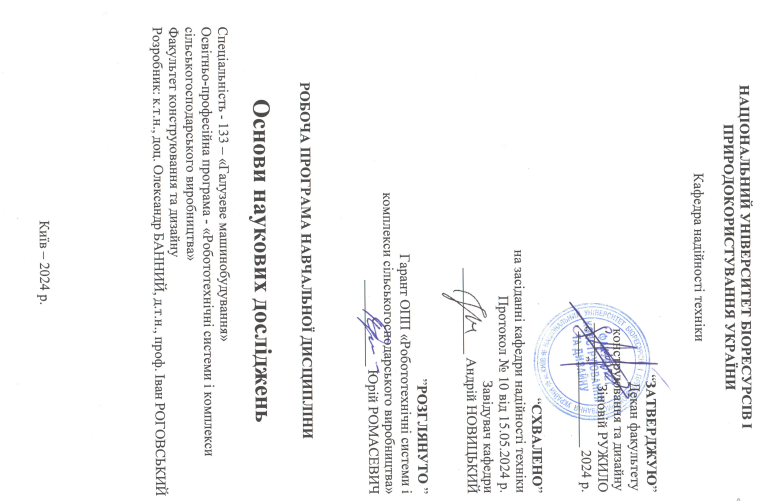 НАЦІОНАЛЬНИЙ УНІВЕРСИТЕТ БІОРЕСУРСІВ І
ПРИРОДОКОРИСТУВАННЯ УКРАЇНИ
Кафедра надійності техніки
“ЗАТВЕРДЖУЮ”
Декан факультету
конструювання та дизайну
Зіновій РУЖИЛО
2024 р.
“СХВАЛЕНО”
на засіданні кафедри надійності техніки
Протокол № 10 від 15.05.2024 р.
Завідувач кафедри
Андрій НОВИЦЬКИЙ
”РОЗГЛЯНУТО ”
Гарант ОПП «Робототехнічні системи і
комплекси сільськогосподарського виробництва»
Юрій РОМАСЕВИЧ
РОБОЧА ПРОГРАМА НАВЧАЛЬНОЇ ДИСЦИПЛІНИ
Основи наукових досліджень
Спеціальність - 133 – «Галузеве машинобудування»
Освітньо-професійна програма - «Робототехнічні системи і комплекси
сільськогосподарського виробництва»
Факультет конструювання та дизайну
Розробник: к.т.н., доц. Олександр БАННИЙ, д.т.н., проф. Іван РОГОВСЬКИЙ
Київ – 2024 р.